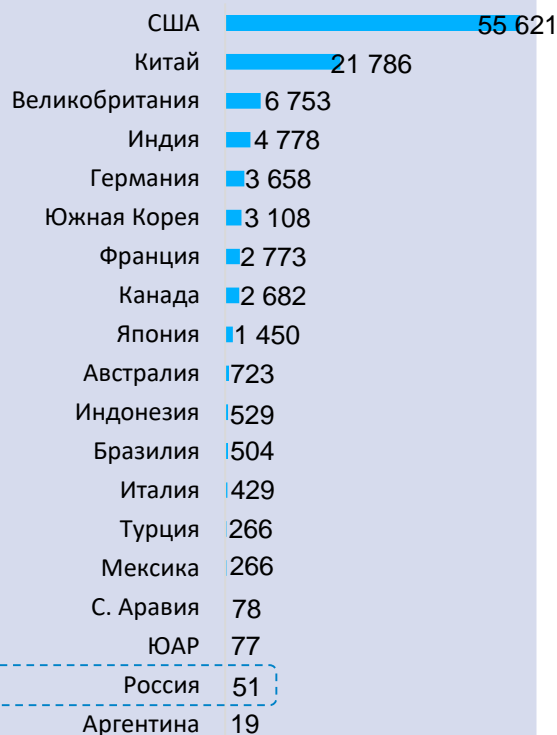 США 55 621
Китай 21 786
Великобритания 6 753
Индия 4 778
Германия 3 658
Южная Корея 3 108
Франция 2 773
Канада 2 682
Япония 1 450
Австралия 723
Индонезия 529
Бразилия 504
Италия 429
Турция 266
Мексика 266
С. Аравия 78
ЮАР 77
Россия 51
Аргентина 19